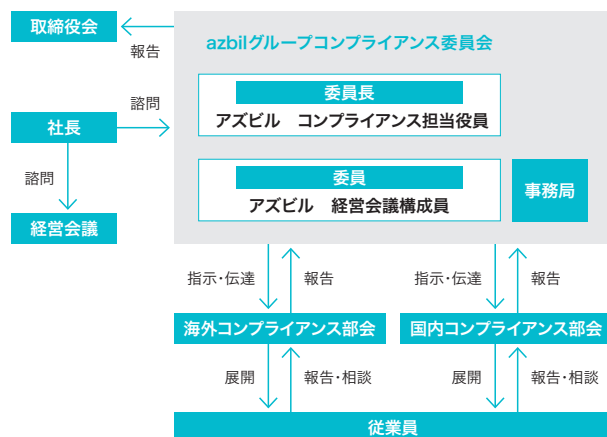 取締役会
報告
azbilグループコンプライアンス委員会
委員長
アズビル　コンプライアンス担当役員
諮問
社長
諮問
経営会議
委員
アズビル　経営会議構成員
事務局
指示・伝達
報告
指示・伝達
報告
海外コンプライアンス部会
国内コンプライアンス部会
展開
報告・相談
展開
報告・相談
従業員